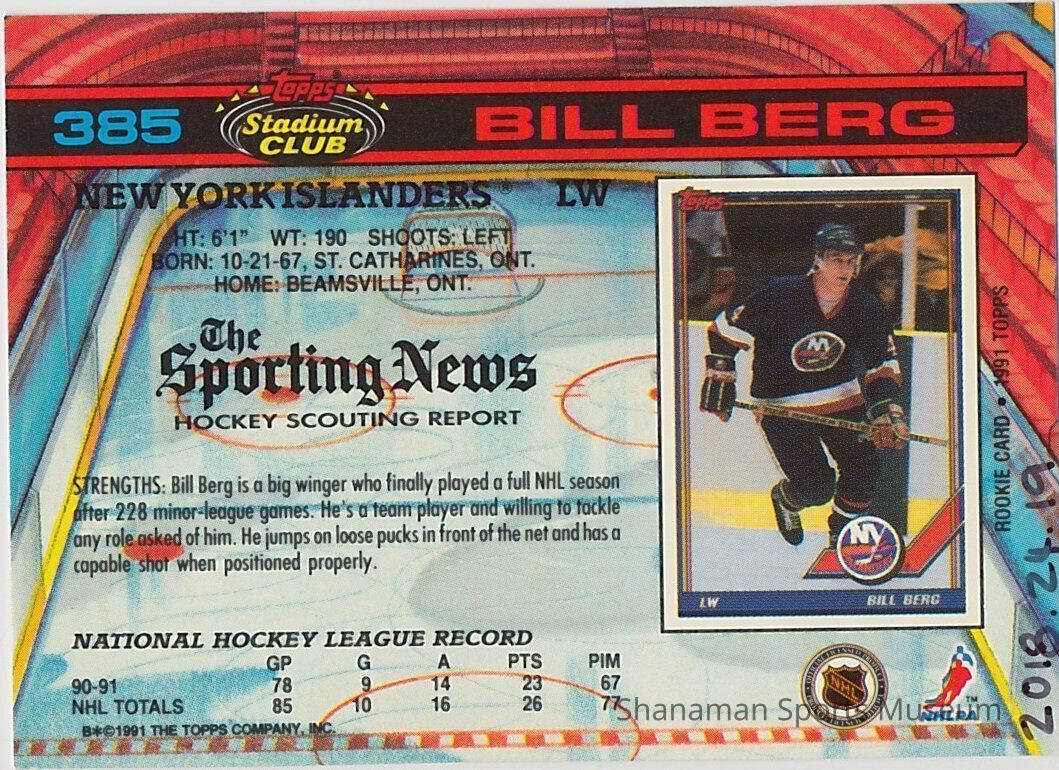 385
Topps
Stadium
CLUB
BILL BERG
NEW YORK ISLANDERS® LW
HT: 6'1" WT: 190 SHOOTS: LEFT
BORN: 10-21-67, ST. CATHARINES, ONT.
HOME: BEAMSVILLE, ONT.
The
Sporting News
HOCKEY SCOUTING REPORT
STRENGTHS: Bill Berg is a big winger who finally played a full NHL season
after 228 minor-league games. He's a team player and willing to tackle
any role asked of him. He jumps on loose pucks in front of the net and has a
capable shot when positioned properly.
NATIONAL HOCKEY LEAGUE RECORD
GP G A PTS PIM
90-91 78 9 14 23 67
NHL TOTALS 85 10 16 26 77
B*©1991 THE TOPPS COMPANY, INC.
Topps
NY
ISLANDERS
LW BILL BERG
ROOKIE CARD • 1991 TOPPS
NHL
NHLPA
TM
Shanaman Sports Museum
2018.24.19